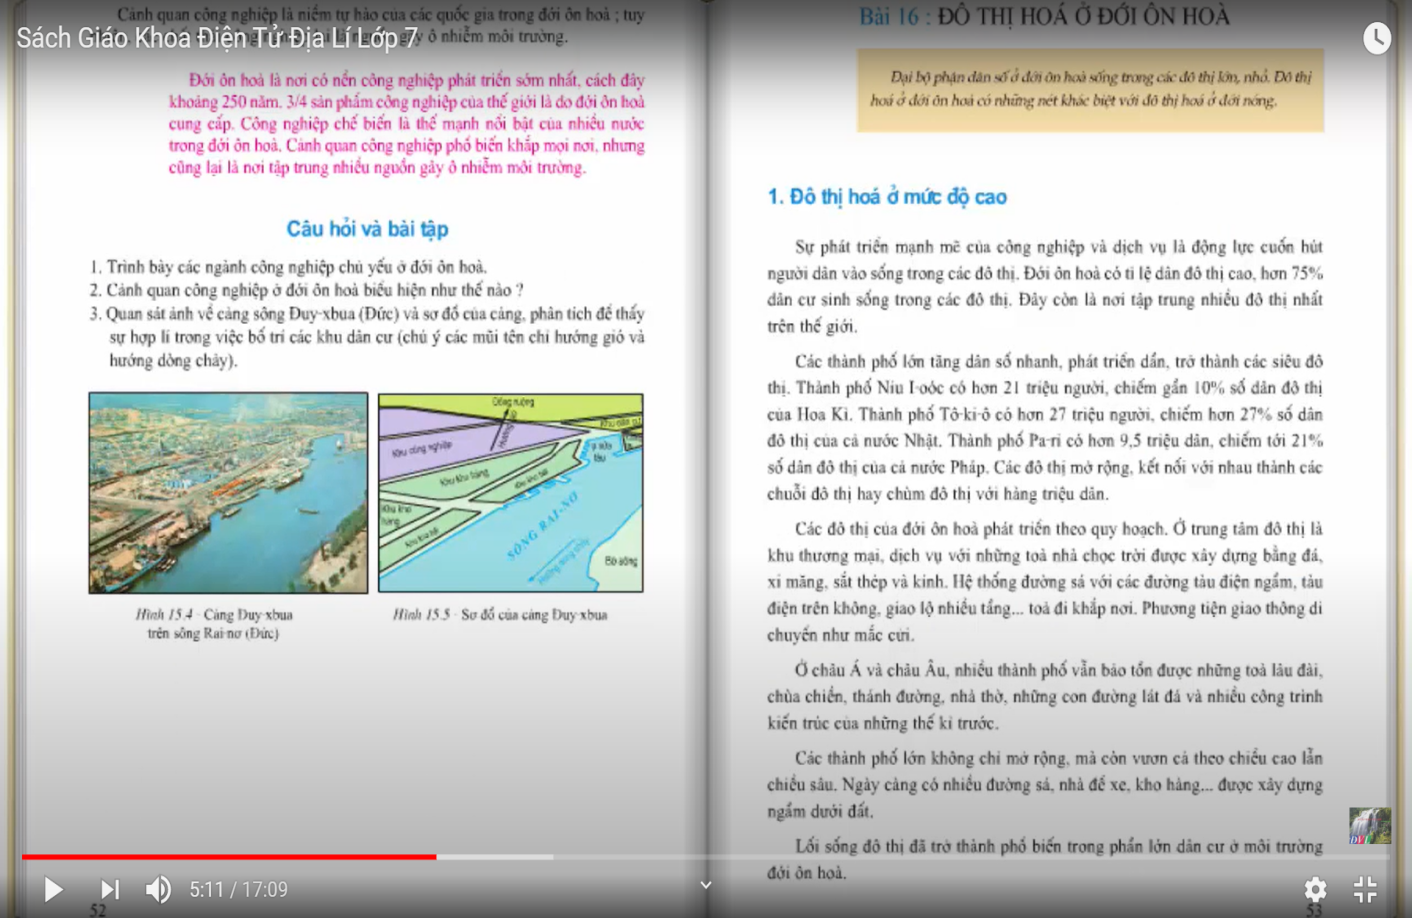 Cảnh quan công nghiệp là niềm tự hào của các quốc gia trong đới ôn hoà ; tuy
Sách Giáo Khoa Điện Tử Địa Lí Lớp 7
ô nhiễm môi trường.
Đới ôn hoà là nơi có nền công nghiệp phát triển sớm nhất, cách đây
khoảng 250 năm. 3/4 sản phẩm công nghiệp của thế giới là do đới ôn hoà
cung cấp. Công nghiệp chế biến là thế mạnh nổi bật của nhiều nước
trong đới ôn hoà. Cảnh quan công nghiệp phổ biến khắp mọi nơi, nhưng
cũng lại là nơi tập trung nhiều nguồn gây ô nhiễm môi trường.
Câu hỏi và bài tập
1. Trình bày các ngành công nghiệp chủ yếu ở đới ôn hoà.
2. Cảnh quan công nghiệp ở đới ôn hoà biểu hiện như thế nào ?
3. Quan sát ảnh về cảng sông Đuy-xbua (Đức) và sơ đồ của cảng, phân tích để thấy
sự hợp lí trong việc bố trí các khu dân cư (chú ý các mũi tên chỉ hướng gió và
hướng dòng chảy).
Đồng ruộng
Khu dân cư
Hướng gió
Khu công nghiệp
Khu kho hàng
Khu kho
hàng
SÔNG RAI-NƠ
Hướng dòng chảy
Bờ sông
Hình 15.4 - Cảng Đuy-xbua
trên sông Rai-nơ (Đức)
Hình 15.5 - Sơ đồ của cảng Đuy-xbua
5:11 / 17:09
52
Bài 16 : ĐÔ THỊ HOÁ Ở ĐỚI ÔN HOÀ
Đại bộ phận dân số ở đới ôn hoà sống trong các đô thị lớn, nhỏ. Đô thị
hoá ở đới ôn hoà có những nét khác biệt với đô thị hoá ở đới nóng.
1. Đô thị hoá ở mức độ cao
Sự phát triển mạnh mẽ của công nghiệp và dịch vụ là động lực cuốn hút
người dân vào sống trong các đô thị. Đới ôn hoà có tỉ lệ dân đô thị cao, hơn 75%
dân cư sinh sống trong các đô thị. Đây còn là nơi tập trung nhiều đô thị nhất
trên thế giới.
Các thành phố lớn tăng dân số nhanh, phát triển dần, trở thành các siêu đô
thị. Thành phố Niu I-oóc có hơn 21 triệu người, chiếm gần 10% số dân đô thị
của Hoa Kì. Thành phố Tô-ki-ô có hơn 27 triệu người, chiếm hơn 27% số dân
đô thị của cả nước Nhật. Thành phố Pa-ri có hơn 9,5 triệu dân, chiếm tới 21%
số dân đô thị của cả nước Pháp. Các đô thị mở rộng, kết nối với nhau thành các
chuỗi đô thị hay chùm đô thị với hàng triệu dân.
Các đô thị của đới ôn hoà phát triển theo quy hoạch. Ở trung tâm đô thị là
khu thương mại, dịch vụ với những toà nhà chọc trời được xây dựng bằng đá,
xi măng, sắt thép và kính. Hệ thống đường sá với các đường tàu điện ngầm, tàu
điện trên không, giao lộ nhiều tầng... toả đi khắp nơi. Phương tiện giao thông di
chuyển như mắc cửi.
Ở châu Á và châu Âu, nhiều thành phố vẫn bảo tồn được những toà lâu đài,
chùa chiền, thánh đường, nhà thờ, những con đường lát đá và nhiều công trình
kiến trúc của những thế kỉ trước.
Các thành phố lớn không chỉ mở rộng, mà còn vươn cả theo chiều cao lẫn
chiều sâu. Ngày càng có nhiều đường sá, nhà để xe, kho hàng... được xây dựng
ngầm dưới đất.
Lối sống đô thị đã trở thành phổ biến trong phần lớn dân cư ở môi trường
đới ôn hoà.
53